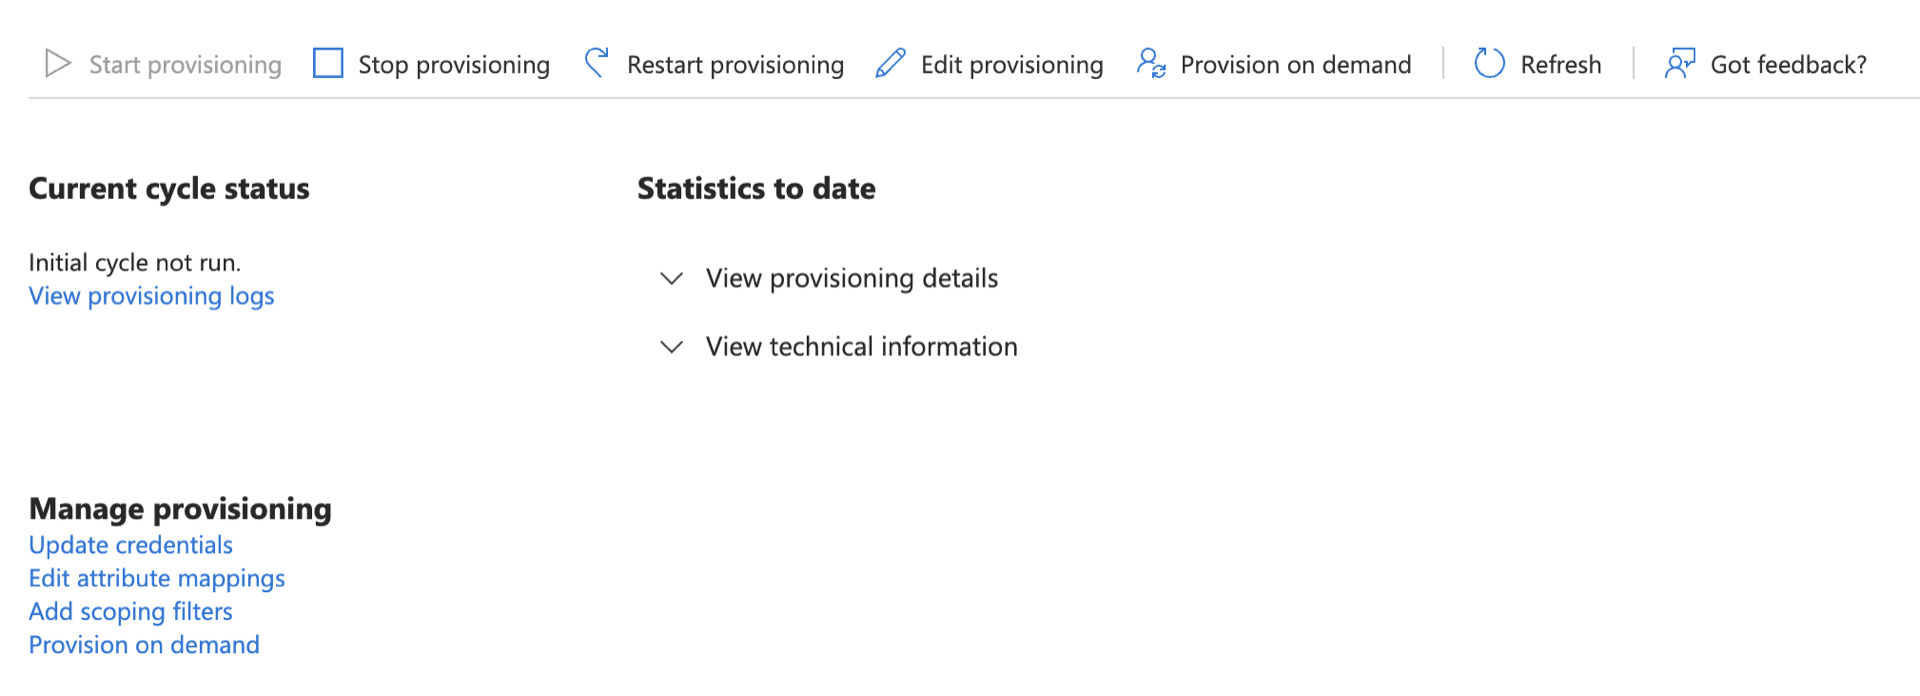 Start provisioning Stop provisioning Restart provisioning Edit provisioning Provision on demand Refresh Got feedback?
Current cycle status
Initial cycle not run.
View provisioning logs
Statistics to date
View provisioning details
View technical information
Manage provisioning
Update credentials
Edit attribute mappings
Add scoping filters
Provision on demand